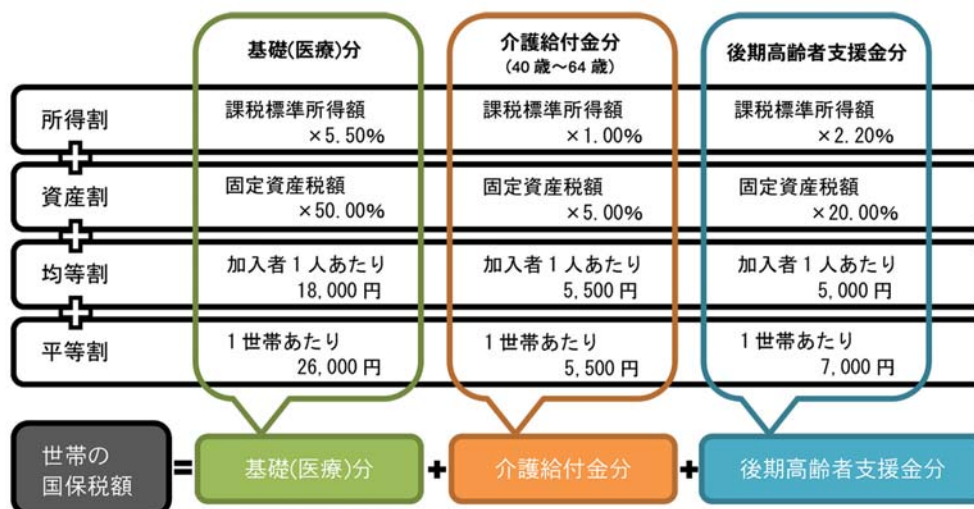 基礎(医療)分
介護給付金分
(40歳～64歳)
後期高齢者支援金分
所得割
課税標準所得額
×5.50%
課税標準所得額
×1.00%
課税標準所得額
×2.20%
+
資産割
固定資産税額
×50.00%
固定資産税額
×5.00%
固定資産税額
×20.00%
+
均等割
加入者1人あたり
18,000円
加入者1人あたり
5,500円
加入者1人あたり
5,000円
+
平等割
1世帯あたり
26,000円
1世帯あたり
5,500円
1世帯あたり
7,000円
世帯の
国保税額
=
基礎(医療)分
+
介護給付金分
+
後期高齢者支援金分